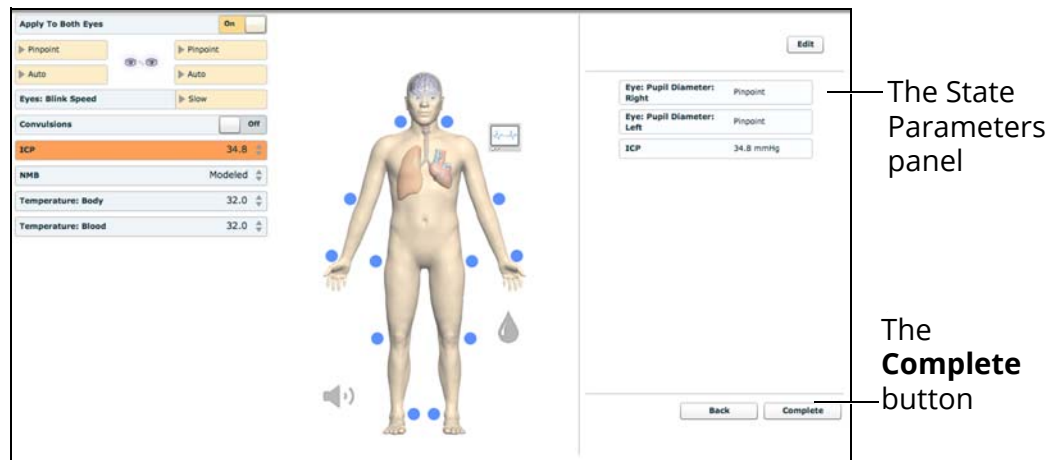 Apply To Both Eyes On
Pinpoint Pinpoint
Auto Auto
Eyes: Blink Speed Slow
Convulsions Off
ICP 34.8
NMB Modeled
Temperature: Body 32.0
Temperature: Blood 32.0
Edit
Eye: Pupil Diameter:
Right Pinpoint
Eye: Pupil Diameter:
Left Pinpoint
ICP 34.8 mmHg
Back Complete
The State
Parameters
panel
The
Complete
button